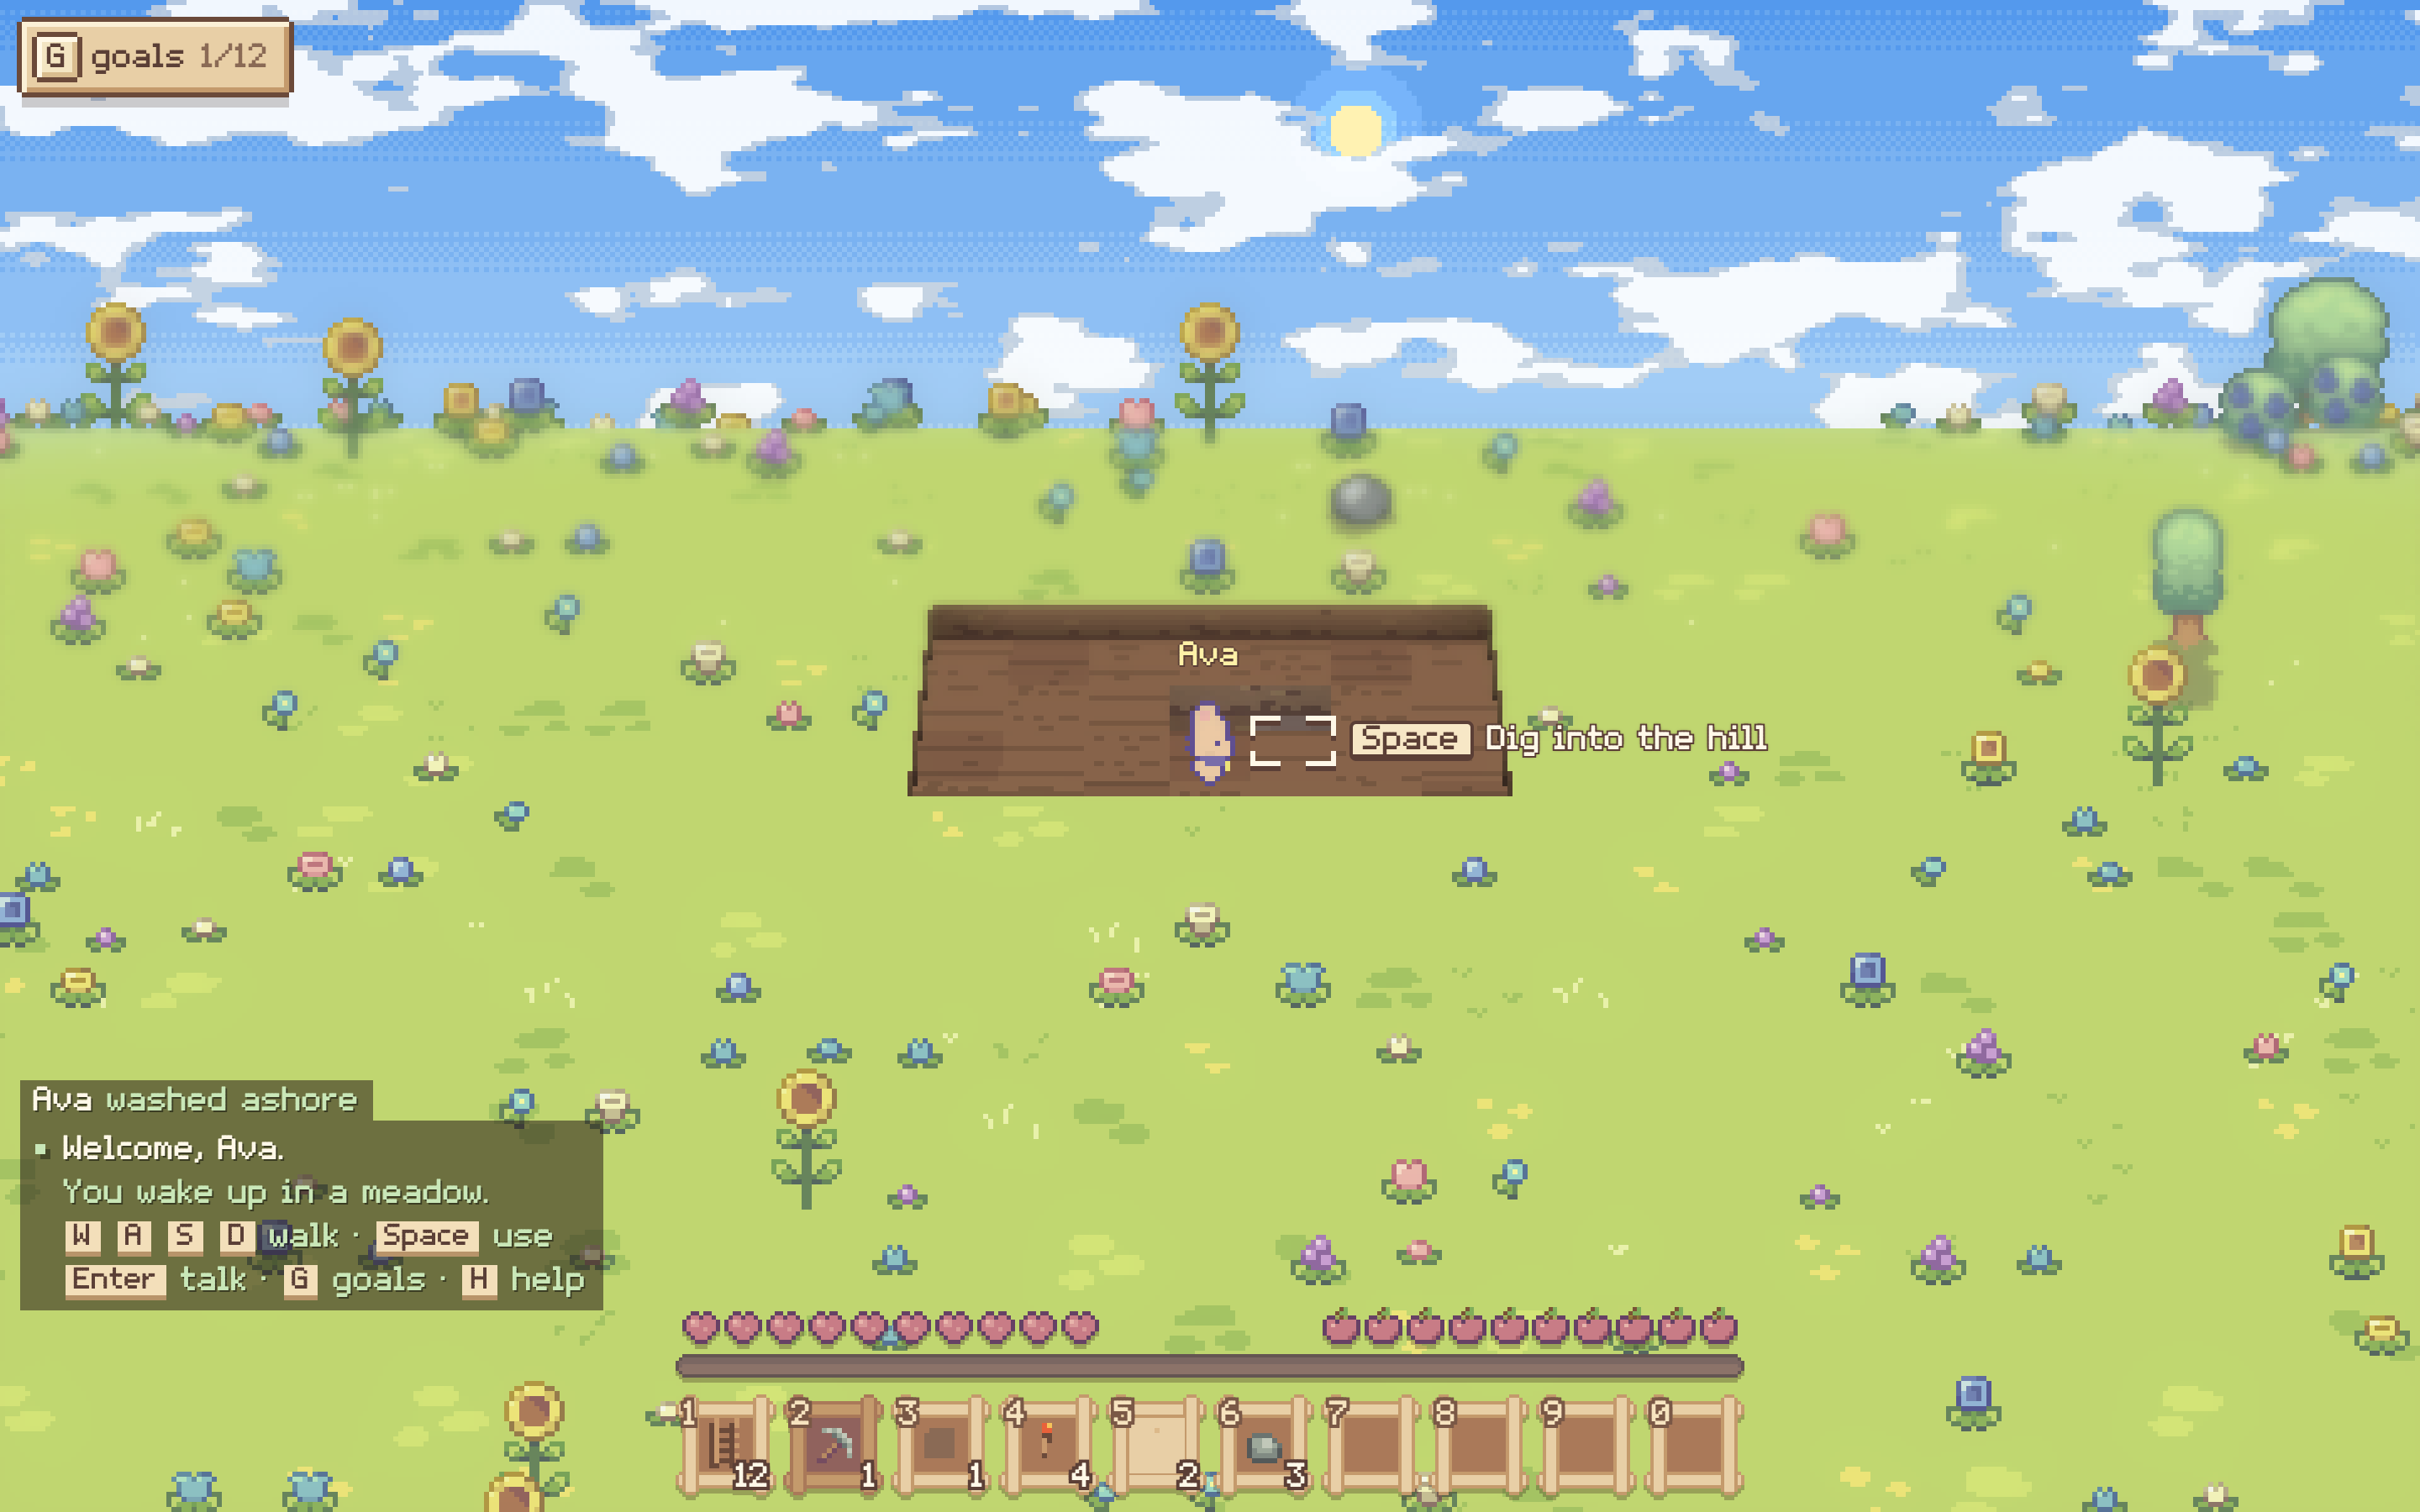 G goals 1/12
Ava
Space Dig into the hill
Ava washed ashore
Welcome, Ava.
You wake up in a meadow.
W A S D walk · Space use
Enter talk · G goals · H help
1 2 3 4 5 6 7 8 9 0
12 1 1 4 2 3